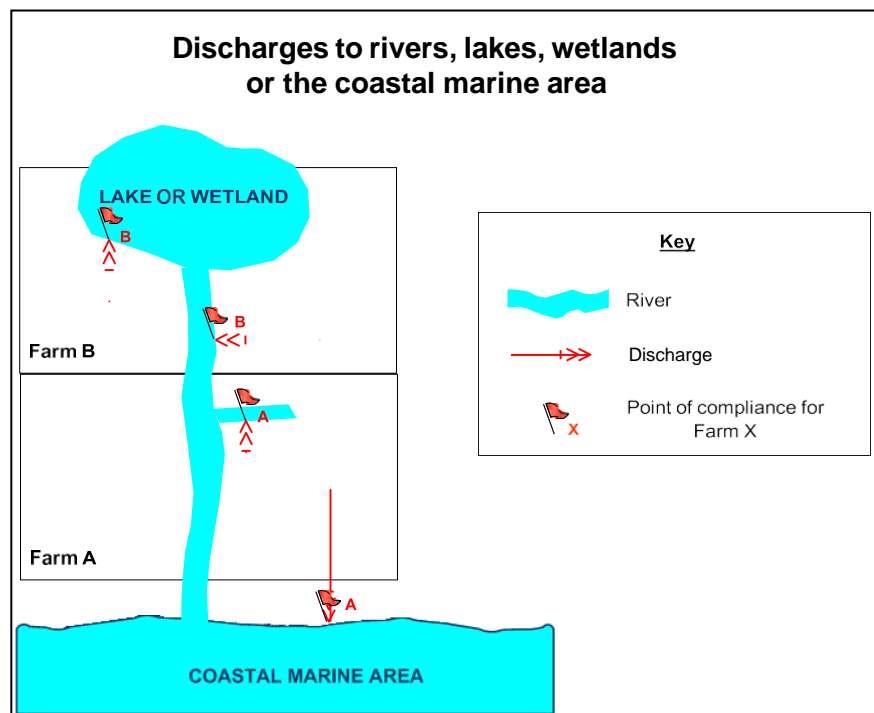 Discharges to rivers, lakes, wetlands
or the coastal marine area
LAKE OR WETLAND
B
B
Farm B
A
Farm A
A
COASTAL MARINE AREA
Key
River
Discharge
Point of compliance for
X
Farm X